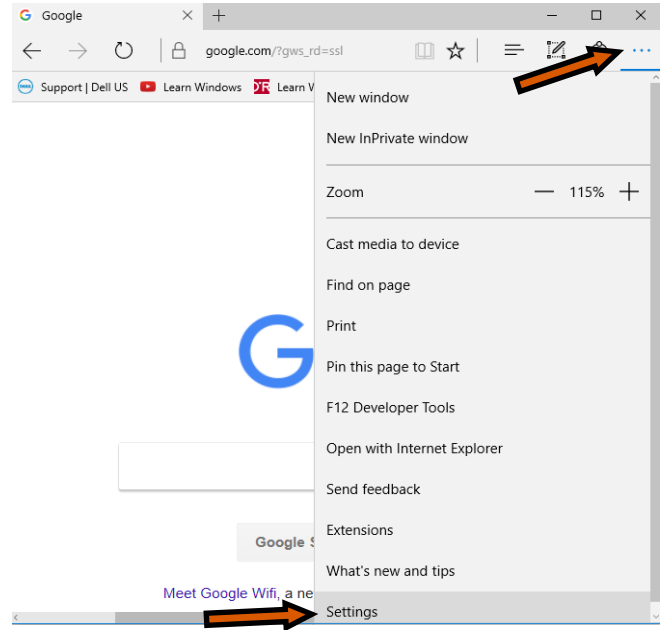 Google
google.com/?gws_rd=ssl
Support | Dell US
Learn Windows
Learn
New window
New InPrivate window
Zoom
115%
Cast media to device
Find on page
Print
Pin this page to Start
F12 Developer Tools
Open with Internet Explorer
Send feedback
Extensions
What's new and tips
Settings
G
Google
Meet Google Wifi, a ne